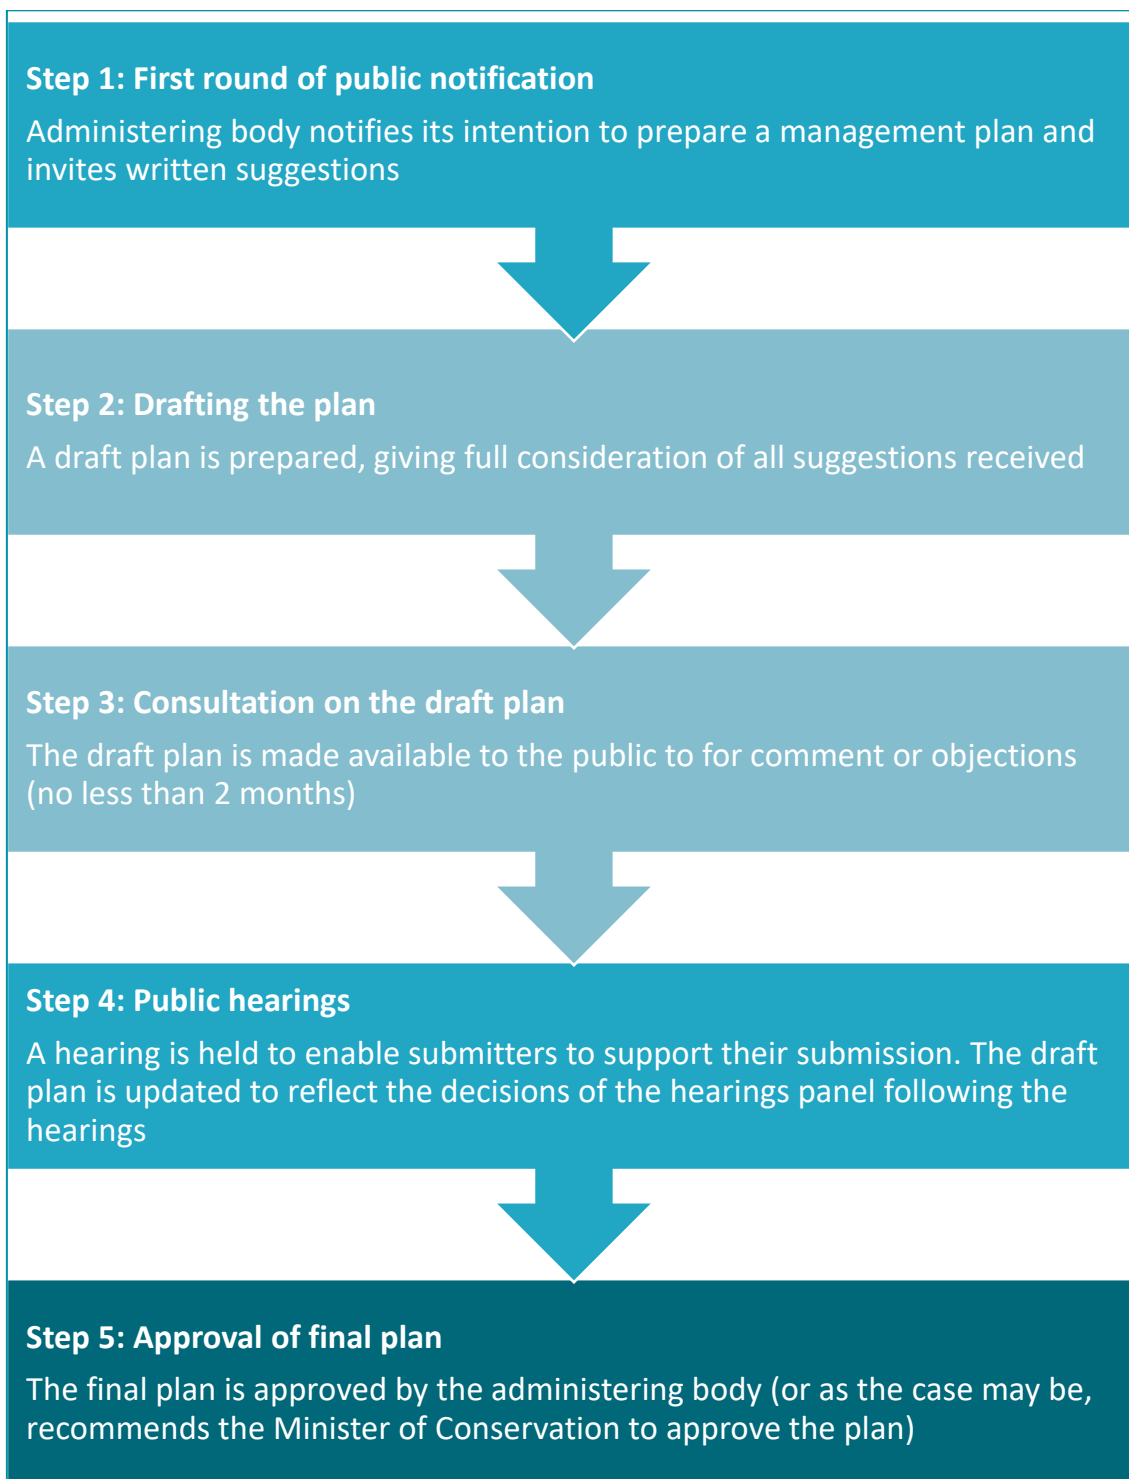 Step 1: First round of public notification
Administering body notifies its intention to prepare a management plan and
invites written suggestions
Step 2: Drafting the plan
A draft plan is prepared, giving full consideration of all suggestions received
Step 3: Consultation on the draft plan
The draft plan is made available to the public to for comment or objections
(no less than 2 months)
Step 4: Public hearings
A hearing is held to enable submitters to support their submission. The draft
plan is updated to reflect the decisions of the hearings panel following the
hearings
Step 5: Approval of final plan
The final plan is approved by the administering body (or as the case may be,
recommends the Minister of Conservation to approve the plan)